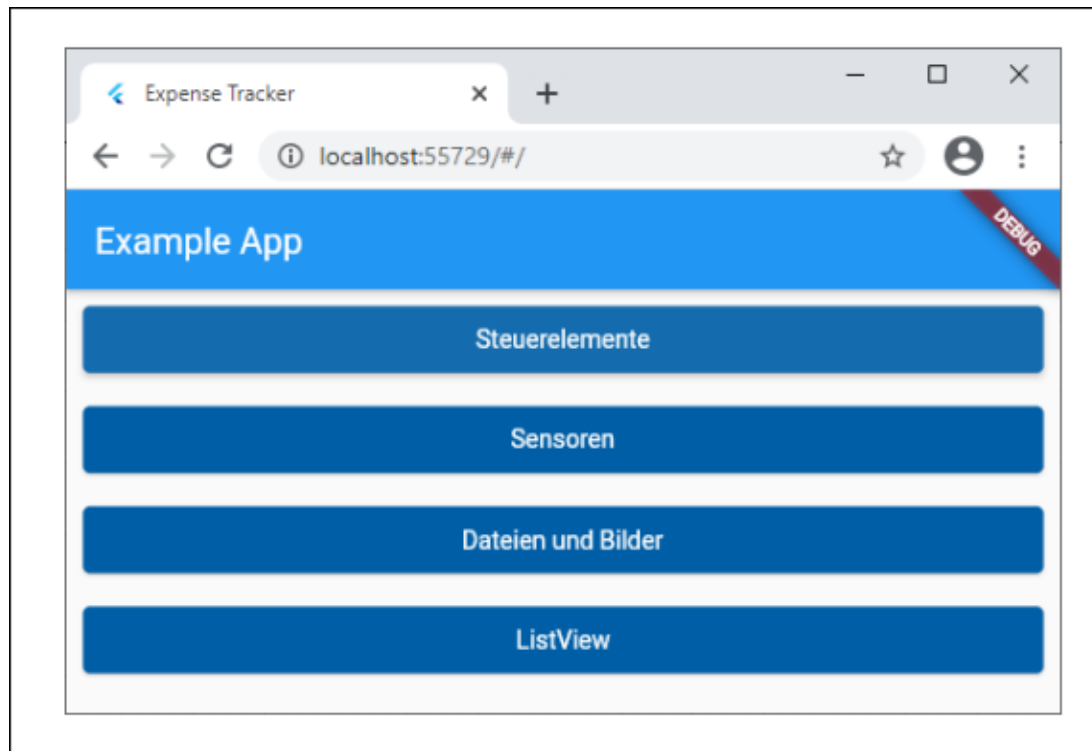 Expense Tracker
localhost:55729/#/
Example App
DEBUG
Steuerelemente
Sensoren
Dateien und Bilder
ListView